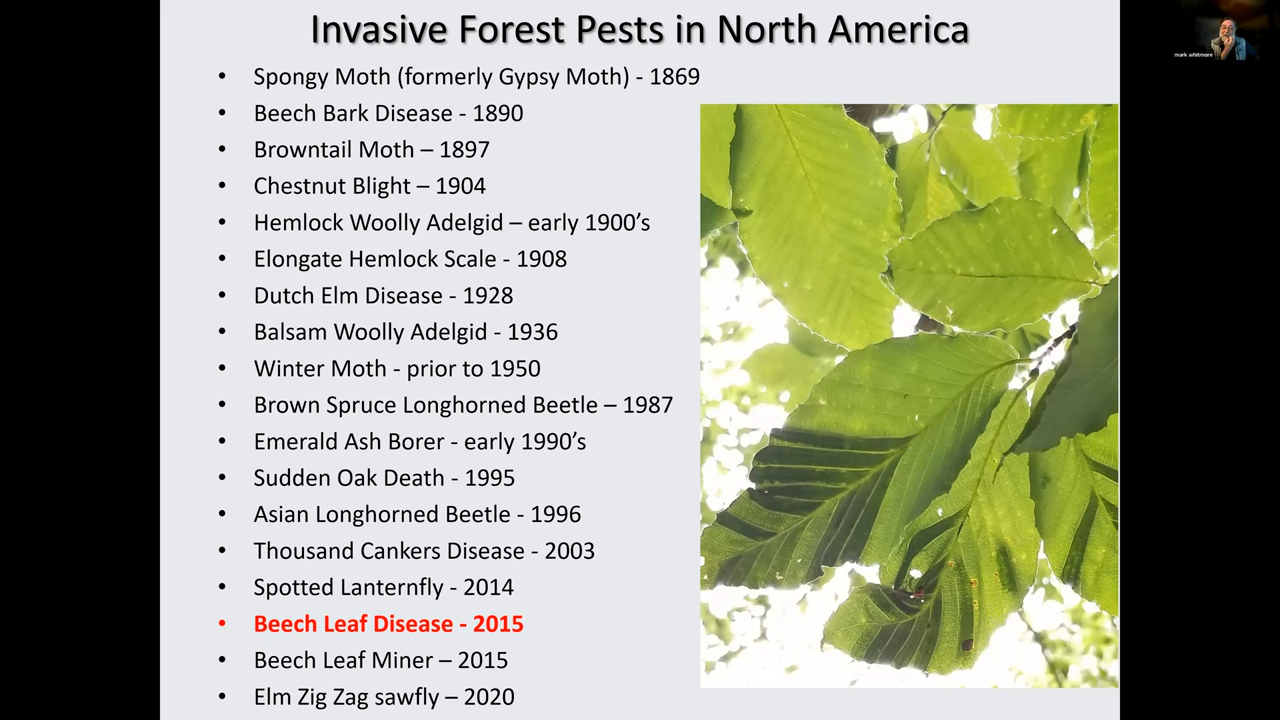 Invasive Forest Pests in North America
• Spongy Moth (formerly Gypsy Moth) - 1869
• Beech Bark Disease - 1890
• Browntail Moth – 1897
• Chestnut Blight – 1904
• Hemlock Woolly Adelgid – early 1900’s
• Elongate Hemlock Scale - 1908
• Dutch Elm Disease - 1928
• Balsam Woolly Adelgid - 1936
• Winter Moth - prior to 1950
• Brown Spruce Longhorned Beetle – 1987
• Emerald Ash Borer - early 1990’s
• Sudden Oak Death - 1995
• Asian Longhorned Beetle - 1996
• Thousand Cankers Disease - 2003
• Spotted Lanternfly - 2014
• Beech Leaf Disease - 2015
• Beech Leaf Miner – 2015
• Elm Zig Zag sawfly – 2020
mark whitmore